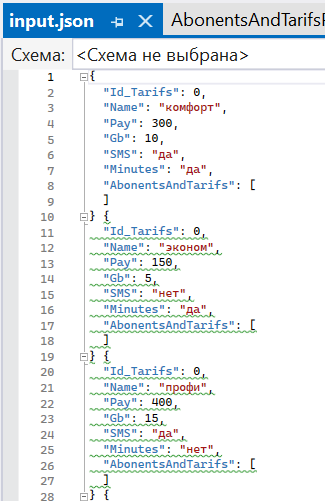 input.json AbonentsAndTarifs
Схема: <Схема не выбрана>
1 {
2 "Id_Tarifs": 0,
3 "Name": "комфорт",
4 "Pay": 300,
5 "Gb": 10,
6 "SMS": "да",
7 "Minutes": "да",
8 "AbonentsAndTarifs": [
9 ]
10 } {
11 "Id_Tarifs": 0,
12 "Name": "эконом",
13 "Pay": 150,
14 "Gb": 5,
15 "SMS": "нет",
16 "Minutes": "да",
17 "AbonentsAndTarifs": [
18 ]
19 } {
20 "Id_Tarifs": 0,
21 "Name": "профи",
22 "Pay": 400,
23 "Gb": 15,
24 "SMS": "да",
25 "Minutes": "нет",
26 "AbonentsAndTarifs": [
27 ]
28 } {